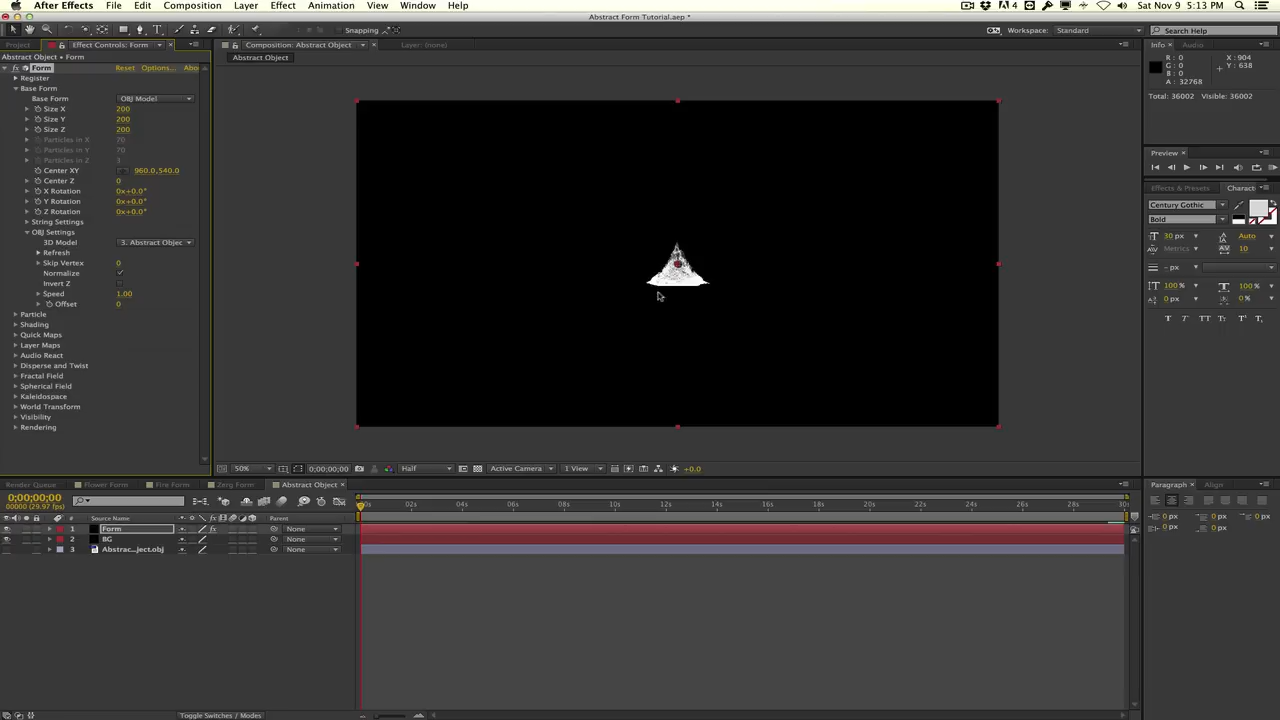 After Effects File Edit Composition Layer Effect Animation View Window Help 4 Sat Nov 9 5:13 PM
Abstract Form Tutorial.aep *
Snapping Workspace: Standard Search Help
Project Effect Controls: Form Composition: Abstract Object Layer: (none) Info Audio
Abstract Object • Form Abstract Object
Form Reset Options... Abo
Register
Base Form
Base Form OBJ Model
Size X 200
Size Y 200
Size Z 200
Particles in X 70
Particles in Y 70
Particles in Z 3
Center XY 960.0,540.0
Center Z 0
X Rotation 0x+0.0°
Y Rotation 0x+0.0°
Z Rotation 0x+0.0°
String Settings
OBJ Settings
3D Model 3. Abstract Objec
Refresh
Skip Vertex 0
Normalize
Invert Z
Speed 1.00
Offset 0
Particle
Shading
Quick Maps
Layer Maps
Audio React
Disperse and Twist
Fractal Field
Spherical Field
Kaleidospace
World Transform
Visibility
Rendering
R: 0 X: 904
G: 0 Y: 638
B: 0
A: 32768
Total: 36002 Visible: 36002
Preview
Effects & Presets Charact
Century Gothic
Bold
30 px Auto
Metrics 10
- px
100 % 100 %
0 px 0 %
T T TT Tt T¹ T₁
50% 0;00;00;00 Half Active Camera 1 View +0.0
Render Queue Flower Form Fire Form Zerg Form Abstract Object
Paragraph Align
0;00;00;00
00000 (29.97 fps)
0s 02s 04s 06s 08s 10s 12s 14s 16s 18s 20s 22s 24s 26s 28s 30s
# Source Name Parent
1 Form None
2 BG None
3 Abstrac...ject.obj None
0 px 0 px 0 px
0 px 0 px
Toggle Switches / Modes